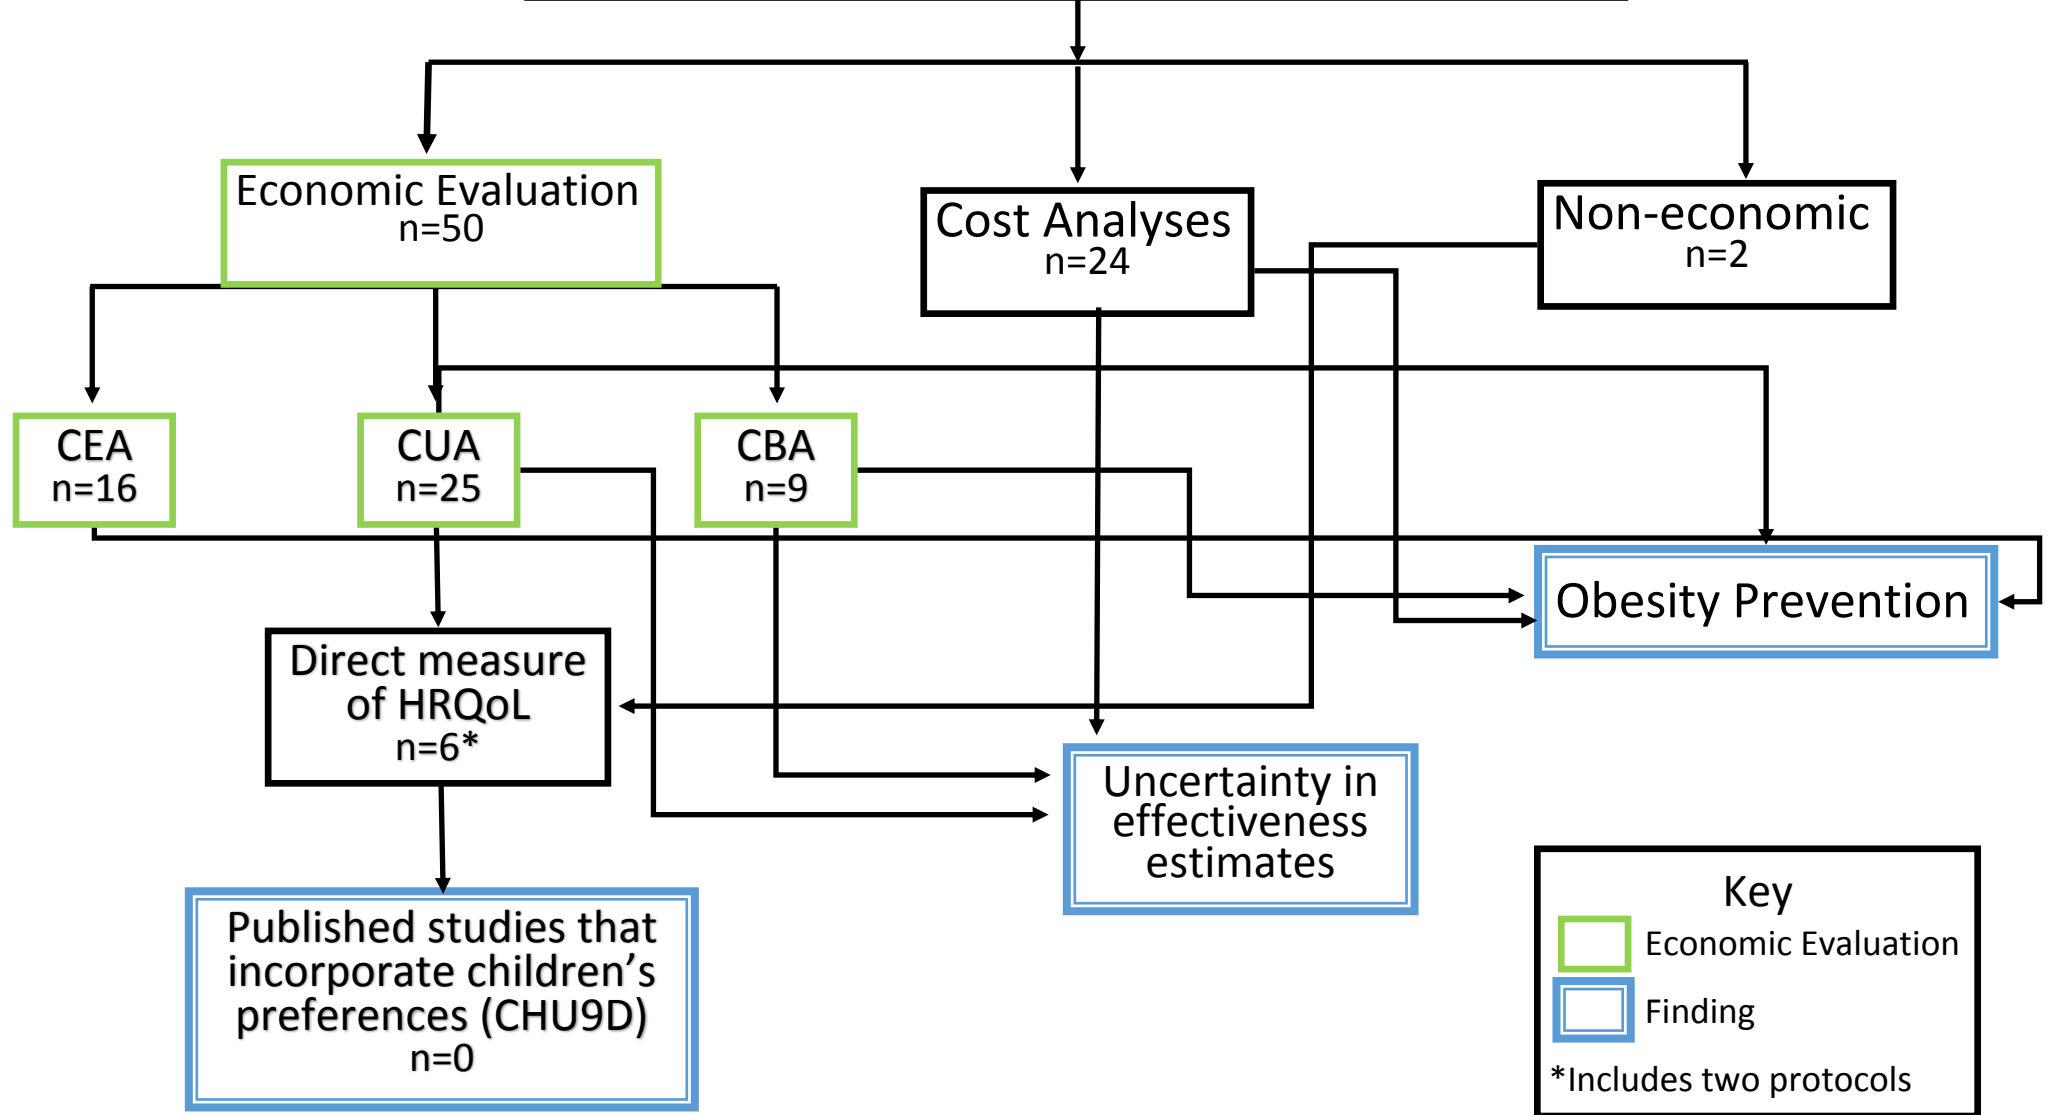 Economic Evaluation
n=50
Cost Analyses
n=24
Non-economic
n=2
CEA
n=16
CUA
n=25
CBA
n=9
Obesity Prevention
Direct measure
of HRQoL
n=6*
Uncertainty in
effectiveness
estimates
Published studies that
incorporate children’s
preferences (CHU9D)
n=0
Key
Economic Evaluation
Finding
*Includes two protocols